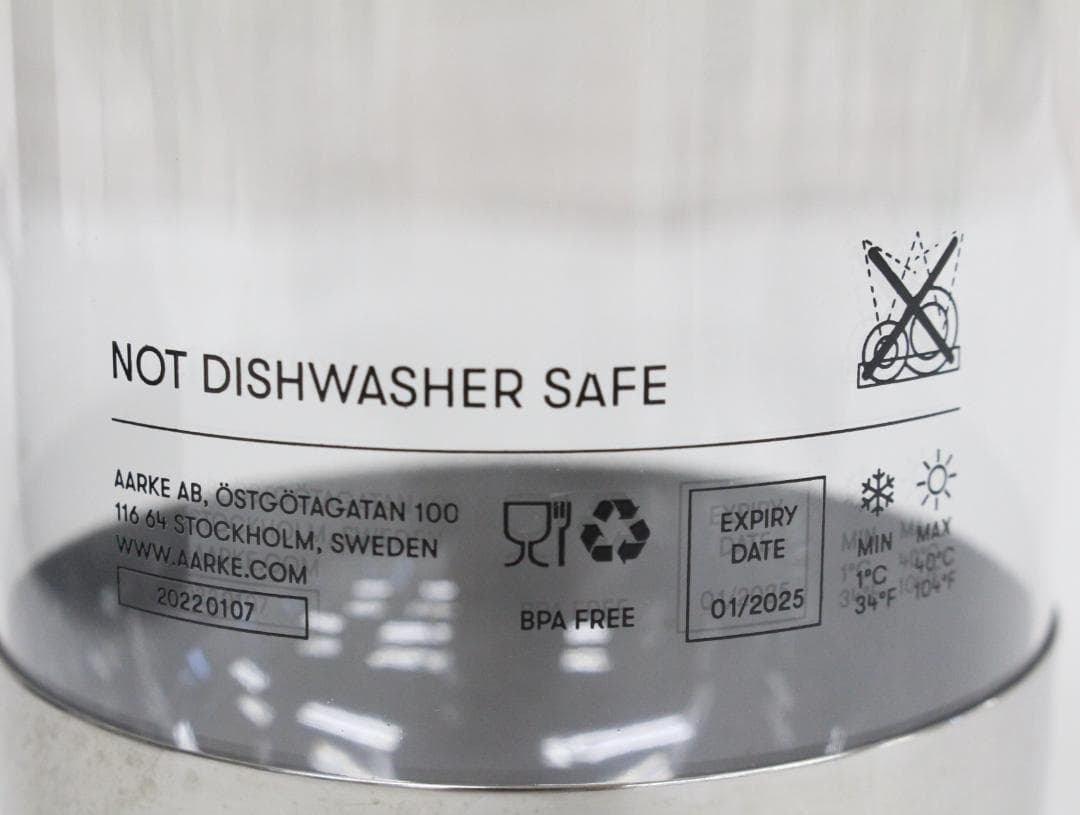 NOT DISHWASHER SAFE
AARKE AB, ÖSTGÖTAGATAN 100
116 64 STOCKHOLM, SWEDEN
WWW.AARKE.COM
20220107
BPA FREE
EXPIRY
DATE
01/2025
MIN
1°C
34°F
MAX
40°C
104°F